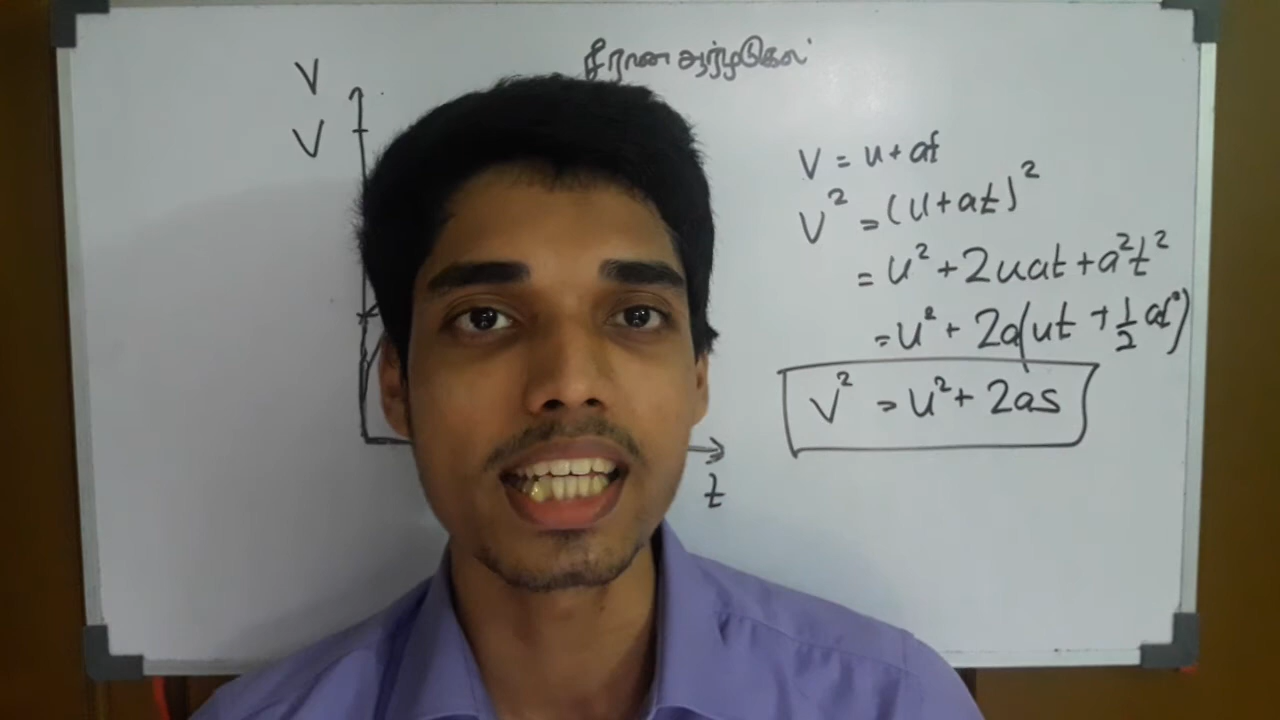 சீரான ஆர்முடுகல்
V
V
t
V = u + at
V² = (u + at)²
= u² + 2uat + a²t²
= u² + 2a(ut + ½ at²)
V² = u² + 2as